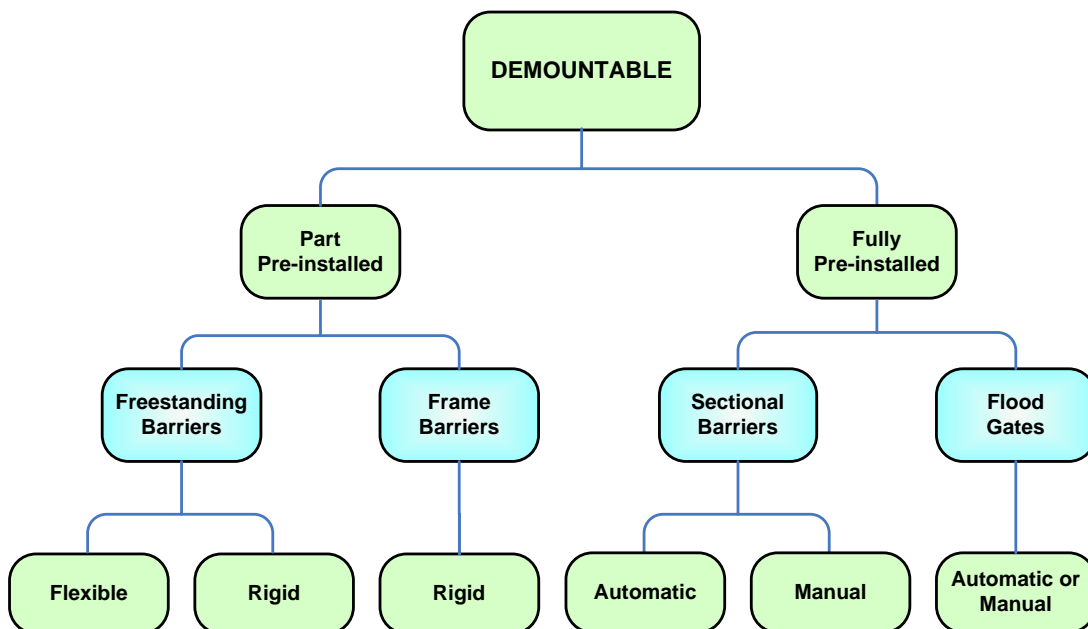 DEMOUNTABLE
Part
Pre-installed
Fully
Pre-installed
Freestanding
Barriers
Frame
Barriers
Sectional
Barriers
Flood
Gates
Flexible
Rigid
Rigid
Automatic
Manual
Automatic or
Manual